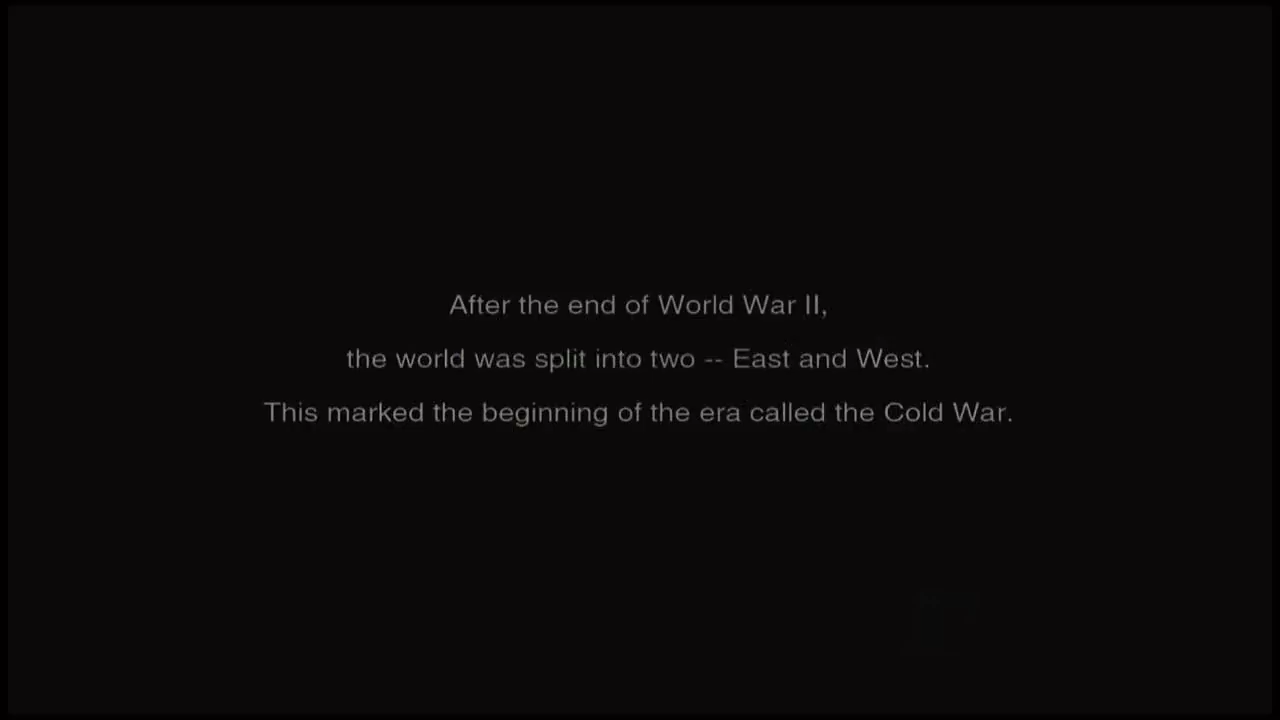 After the end of World War II,
the world was split into two -- East and West.
This marked the beginning of the era called the Cold War.